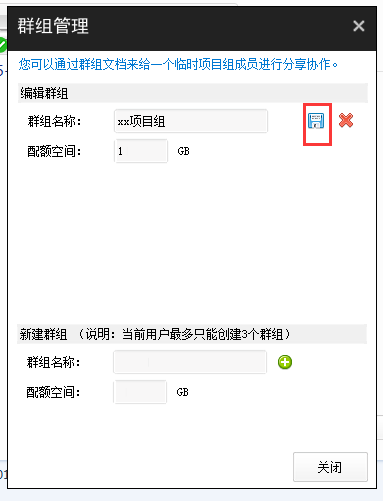 群组管理
您可以通过群组文档来给一个临时项目组成员进行分享协作。
编辑群组
群组名称： xx项目组
配额空间： 1 GB
新建群组 （说明：当前用户最多只能创建3个群组）
群组名称：
配额空间： GB
关闭